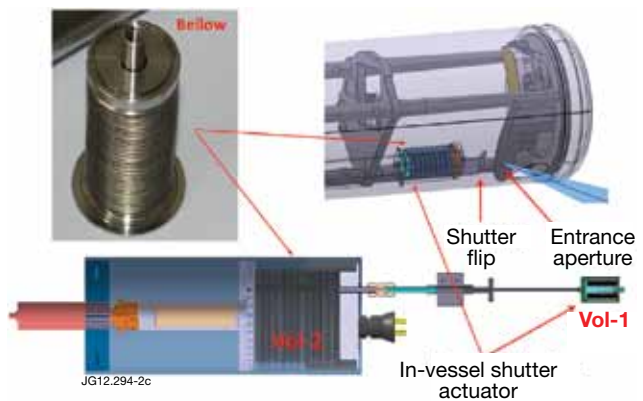 Bellow
Shutter
flip
Entrance
aperture
Vol-1
Vol-2
In-vessel shutter
actuator
JG12.294-2c